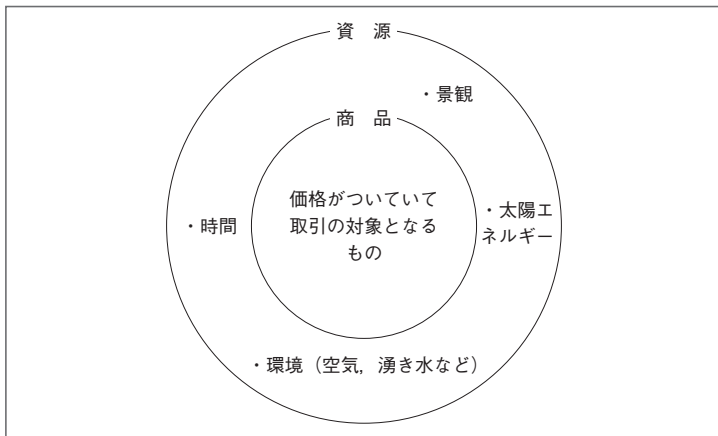 資　源
・景観
商　品
価格がついていて
取引の対象となる
もの
・時間
・太陽エ
ネルギー
・環境（空気，湧き水など）